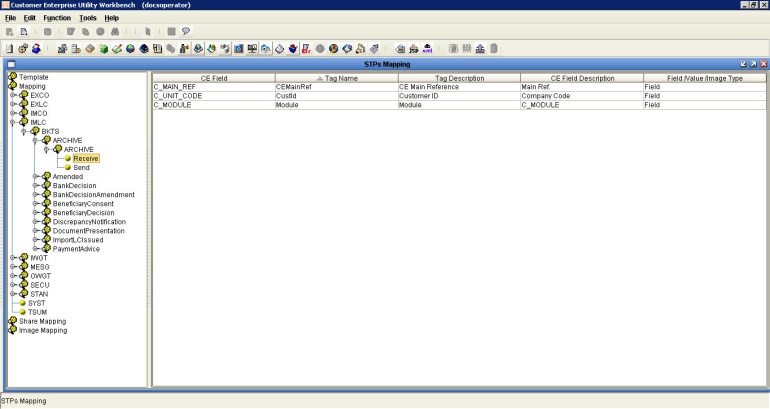 Customer Enterprise Utility Workbench (docsoperator)
File Edit Function Tools Help
STPs Mapping
Template
Mapping
EXCO
EXLC
IMCO
IMLC
BKTS
ARCHIVE
ARCHIVE
Receive
Send
Amended
BankDecision
BankDecisionAmendment
BeneficiaryConsent
BeneficiaryDecision
DiscrepancyNotification
DocumentPresentation
ImportLCIssued
PaymentAdvice
IWGT
MESG
OWGT
SECU
STAN
SYST
TSUM
Share Mapping
Image Mapping
CE Field Tag Name Tag Description CE Field Description Field /Value /Image Type
C_MAIN_REF CEMainRef CE Main Reference Main Ref. Field
C_UNIT_CODE CustId Customer ID Company Code Field
C_MODULE Module Module C_MODULE Field
STPs Mapping